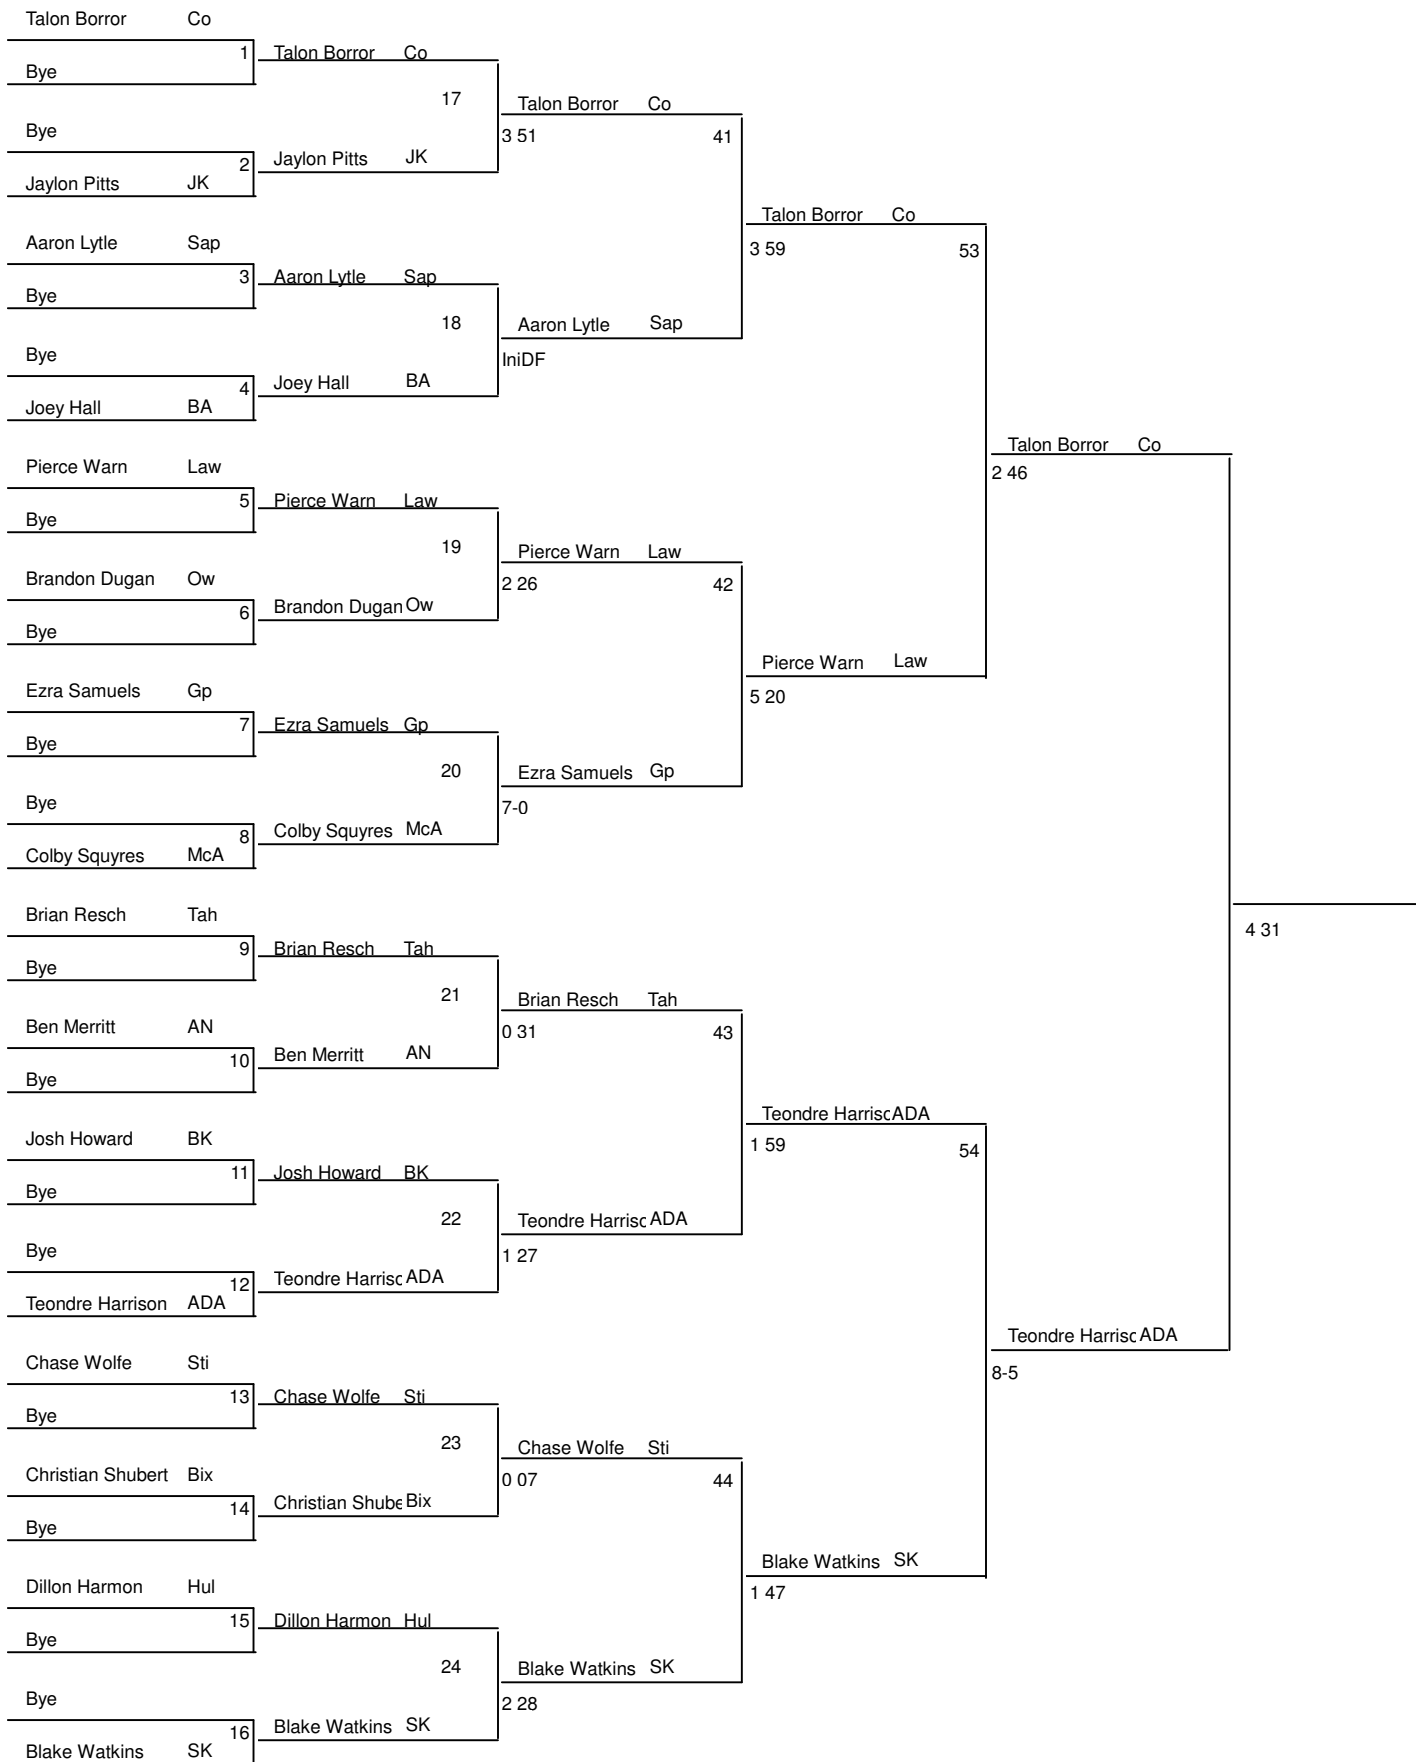 Talon Borror Co
1
Bye
Talon Borror Co
17
Bye
2
Jaylon Pitts JK
Jaylon Pitts JK
Talon Borror Co
3 51
41
Aaron Lytle Sap
3
Bye
Aaron Lytle Sap
18
Bye
4
Joey Hall BA
Joey Hall BA
Aaron Lytle Sap
IniDF
Talon Borror Co
3 59
53
Pierce Warn Law
5
Bye
Pierce Warn Law
19
Brandon Dugan Ow
6
Bye
Brandon Dugan Ow
Pierce Warn Law
2 26
42
Ezra Samuels Gp
7
Bye
Ezra Samuels Gp
20
Bye
8
Colby Squyres McA
Colby Squyres McA
Ezra Samuels Gp
7-0
Pierce Warn Law
5 20
Talon Borror Co
2 46
Brian Resch Tah
9
Bye
Brian Resch Tah
21
Ben Merritt AN
10
Bye
Ben Merritt AN
Brian Resch Tah
0 31
43
Josh Howard BK
11
Bye
Josh Howard BK
22
Bye
12
Teondre Harrison ADA
Teondre Harrisc ADA
Teondre Harrisc ADA
1 27
Teondre Harrisc ADA
1 59
54
Chase Wolfe Sti
13
Bye
Chase Wolfe Sti
23
Christian Shubert Bix
14
Bye
Christian Shube Bix
Chase Wolfe Sti
0 07
44
Dillon Harmon Hul
15
Bye
Dillon Harmon Hul
24
Bye
16
Blake Watkins SK
Blake Watkins SK
Blake Watkins SK
2 28
Blake Watkins SK
1 47
Teondre Harrisc ADA
8-5
4 31